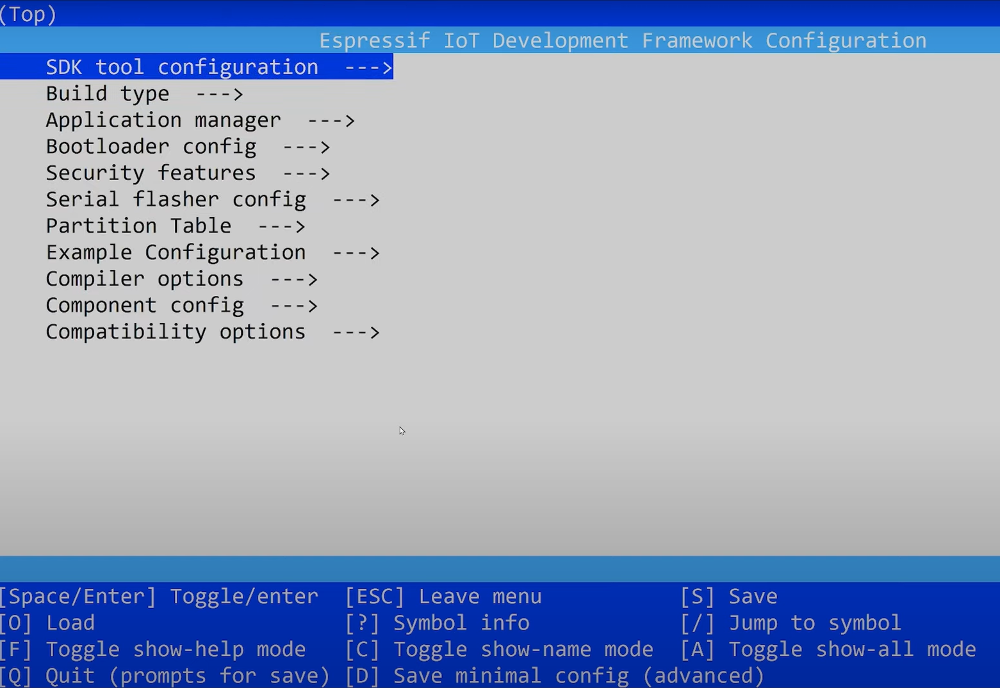 (Top)
Espressif IoT Development Framework Configuration
SDK tool configuration --->
Build type --->
Application manager --->
Bootloader config --->
Security features --->
Serial flasher config --->
Partition Table --->
Example Configuration --->
Compiler options --->
Component config --->
Compatibility options --->
[Space/Enter] Toggle/enter [ESC] Leave menu [S] Save
[O] Load [?] Symbol info [/] Jump to symbol
[F] Toggle show-help mode [C] Toggle show-name mode [A] Toggle show-all mode
[Q] Quit (prompts for save) [D] Save minimal config (advanced)